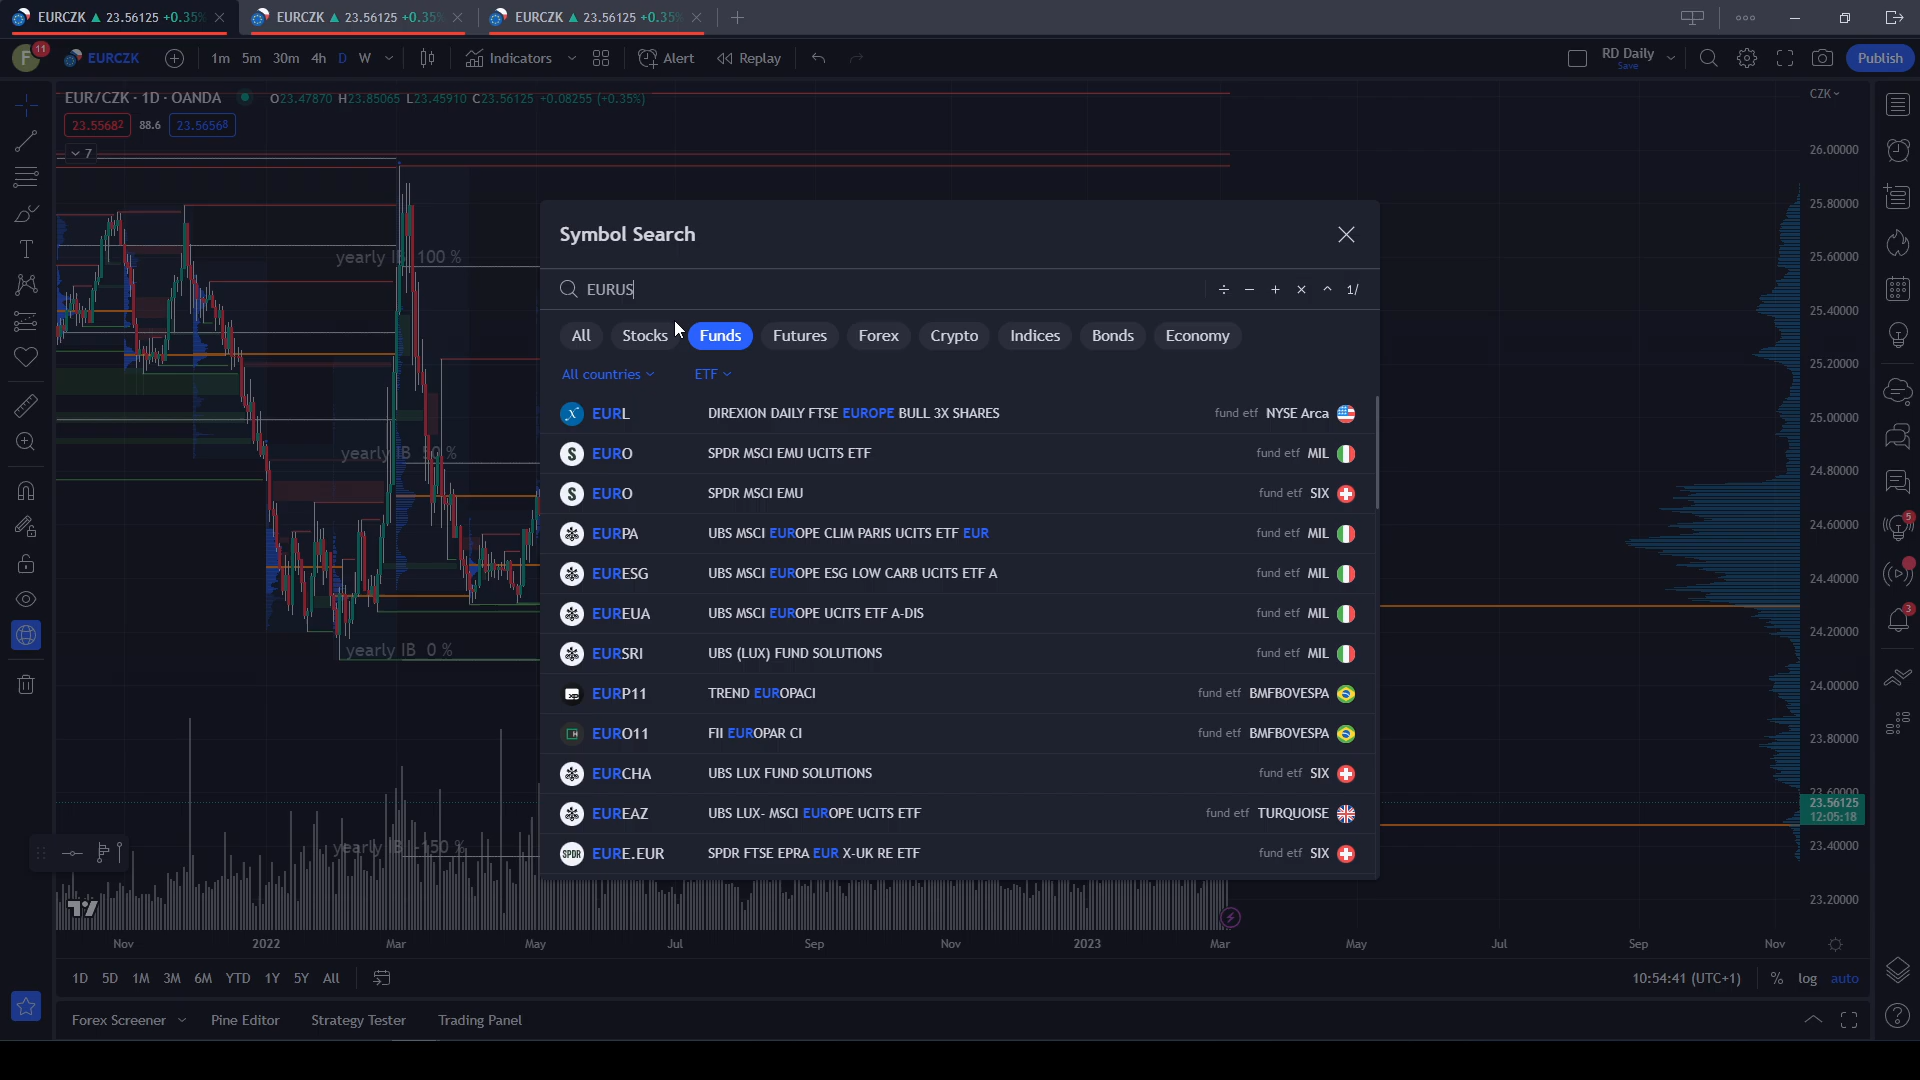 EURCZK ▲ 23.56125 +0.35%
EURCZK ▲ 23.56125 +0.35%
EURCZK ▲ 23.56125 +0.35%
F 11 EURCZK 1m 5m 30m 4h D W Indicators Alert Replay RD Daily Save Publish
EUR/CZK · 1D · OANDA O23.47870 H23.85065 L23.45910 C23.56125 +0.08255 (+0.35%)
CZK
23.55682 88.6 23.56568
7
yearly IB 100 %
yearly IB 50 %
yearly IB 0 %
yearly IB -150 %
Symbol Search
EURUS
÷ − + × ^ 1/
All Stocks Funds Futures Forex Crypto Indices Bonds Economy
All countries ETF
EURL DIREXION DAILY FTSE EUROPE BULL 3X SHARES fund etf NYSE Arca
EURO SPDR MSCI EMU UCITS ETF fund etf MIL
EURO SPDR MSCI EMU fund etf SIX
EURPA UBS MSCI EUROPE CLIM PARIS UCITS ETF EUR fund etf MIL
EURESG UBS MSCI EUROPE ESG LOW CARB UCITS ETF A fund etf MIL
EUREUA UBS MSCI EUROPE UCITS ETF A-DIS fund etf MIL
EURSRI UBS (LUX) FUND SOLUTIONS fund etf MIL
EURP11 TREND EUROPACI fund etf BMFBOVESPA
EURO11 FII EUROPAR CI fund etf BMFBOVESPA
EURCHA UBS LUX FUND SOLUTIONS fund etf SIX
EUREAZ UBS LUX- MSCI EUROPE UCITS ETF fund etf TURQUOISE
SPDR EURE.EUR SPDR FTSE EPRA EUR X-UK RE ETF fund etf SIX
26.00000
25.80000
25.60000
25.40000
25.20000
25.00000
24.80000
24.60000
24.40000
24.20000
24.00000
23.80000
23.60000
23.56125
12:05:18
23.40000
23.20000
5
3
Nov 2022 Mar May Jul Sep Nov 2023 Mar May Jul Sep Nov
1D 5D 1M 3M 6M YTD 1Y 5Y All 10:54:41 (UTC+1) % log auto
Forex Screener Pine Editor Strategy Tester Trading Panel